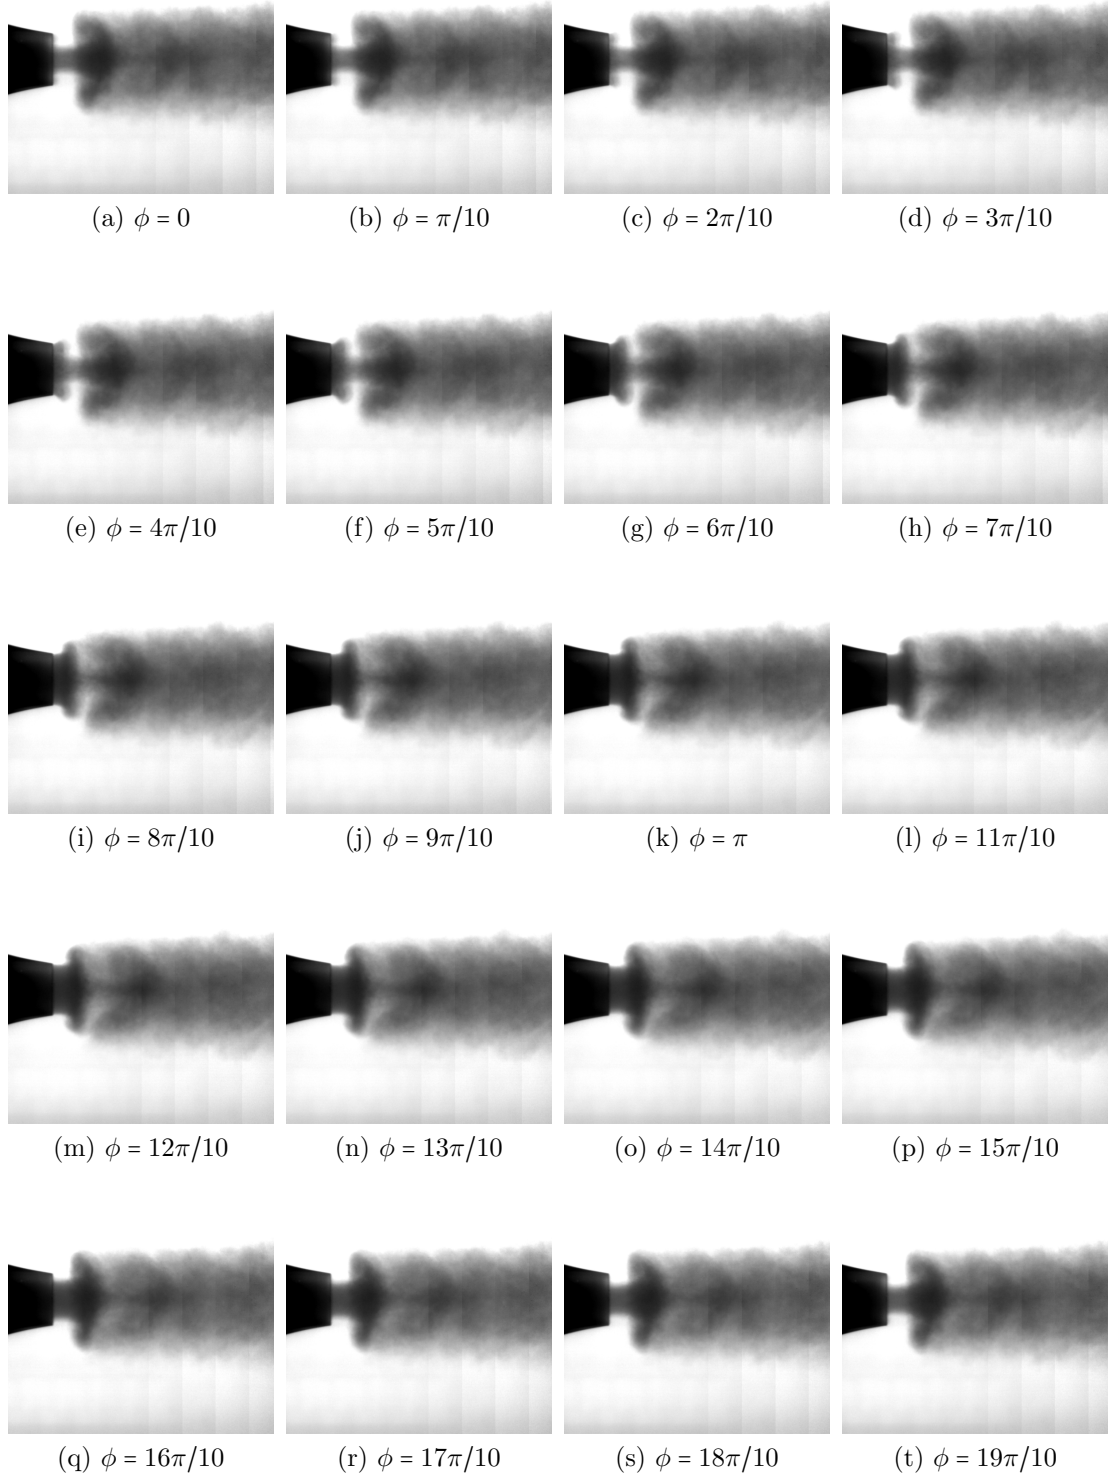 (a) ϕ = 0
(b) ϕ = π/10
(c) ϕ = 2π/10
(d) ϕ = 3π/10
(e) ϕ = 4π/10
(f) ϕ = 5π/10
(g) ϕ = 6π/10
(h) ϕ = 7π/10
(i) ϕ = 8π/10
(j) ϕ = 9π/10
(k) ϕ = π
(l) ϕ = 11π/10
(m) ϕ = 12π/10
(n) ϕ = 13π/10
(o) ϕ = 14π/10
(p) ϕ = 15π/10
(q) ϕ = 16π/10
(r) ϕ = 17π/10
(s) ϕ = 18π/10
(t) ϕ = 19π/10